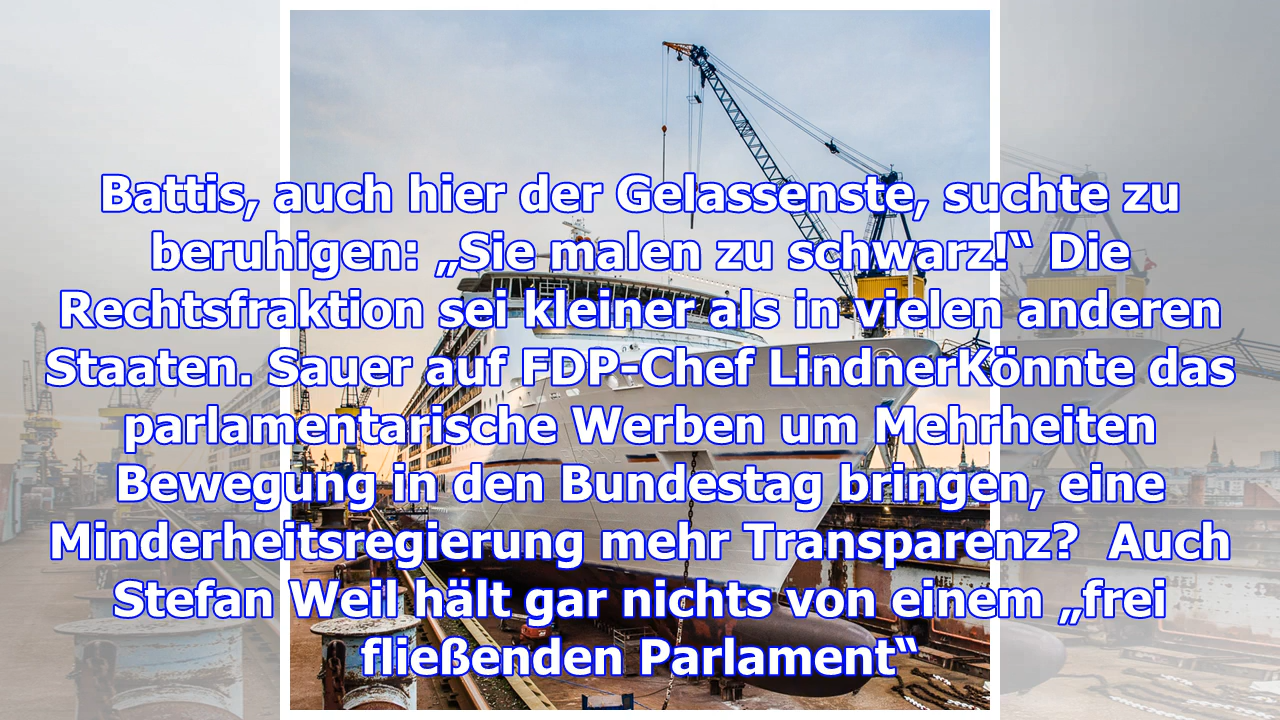 Battis, auch hier der Gelassenste, suchte zu
beruhigen: „Sie malen zu schwarz!“ Die
Rechtsfraktion sei kleiner als in vielen anderen
Staaten. Sauer auf FDP-Chef LindnerKönnte das
parlamentarische Werben um Mehrheiten
Bewegung in den Bundestag bringen, eine
Minderheitsregierung mehr Transparenz?  Auch
Stefan Weil hält gar nichts von einem „frei
fließenden Parlament“